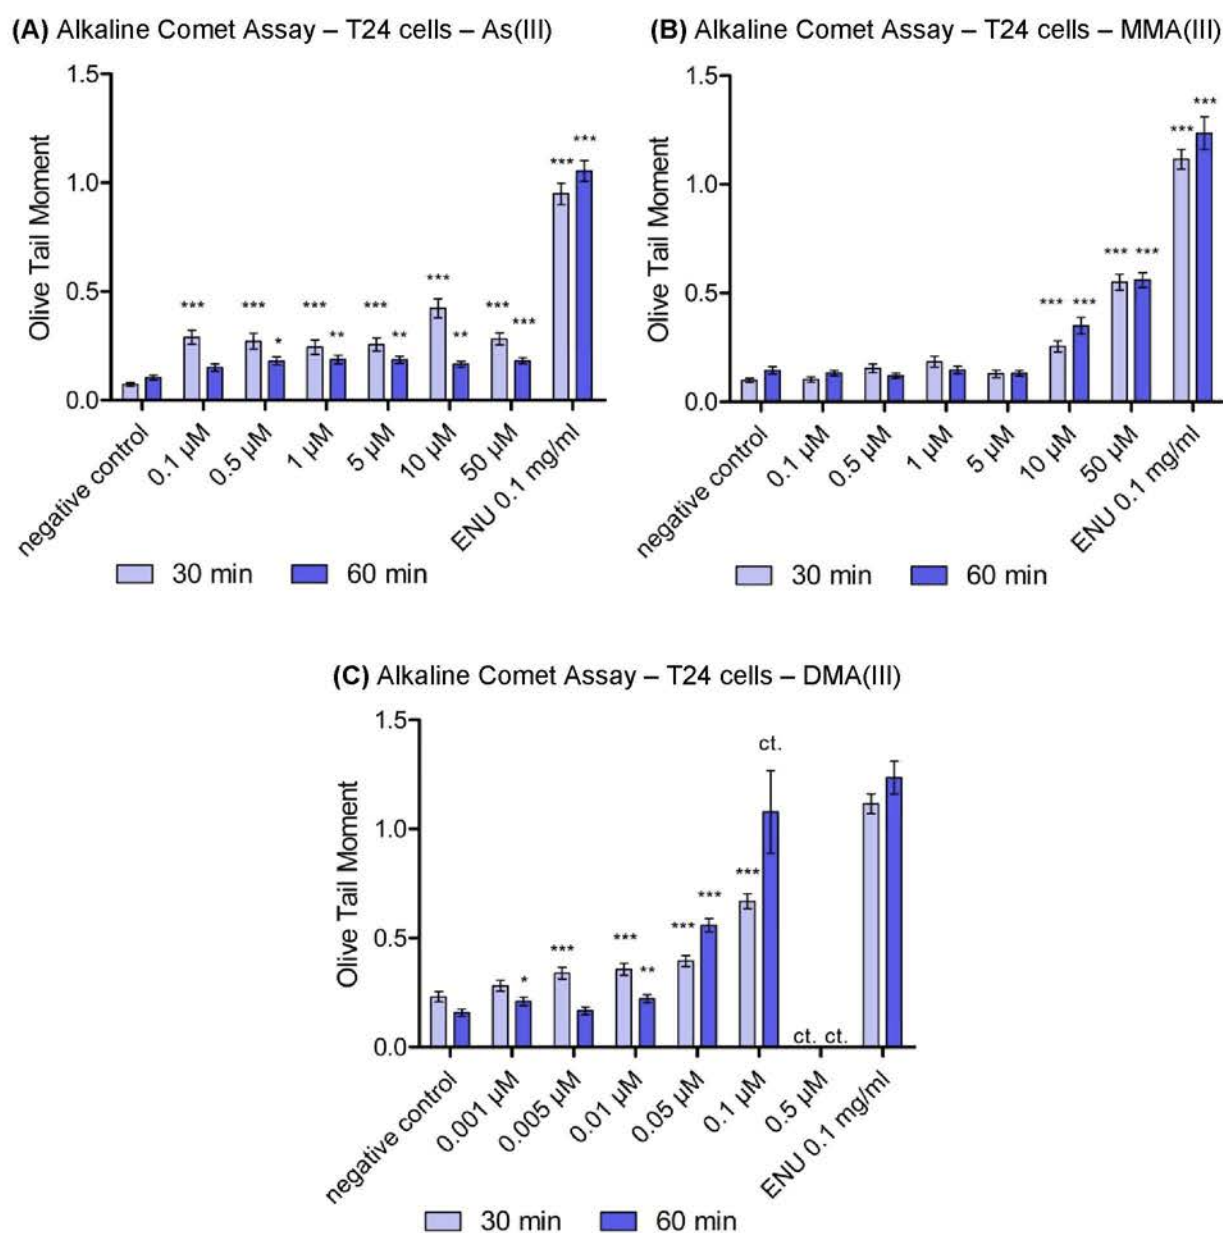 (A) Alkaline Comet Assay – T24 cells – As(III)
Olive Tail Moment
1.5
1.0
0.5
0.0
*** *** * *** ** *** ** *** ** *** *** *** ***
negative control
0.1 µM
0.5 µM
1 µM
5 µM
10 µM
50 µM
ENU 0.1 mg/ml
30 min 60 min
(B) Alkaline Comet Assay – T24 cells – MMA(III)
Olive Tail Moment
1.5
1.0
0.5
0.0
*** *** *** *** *** ***
negative control
0.1 µM
0.5 µM
1 µM
5 µM
10 µM
50 µM
ENU 0.1 mg/ml
30 min 60 min
(C) Alkaline Comet Assay – T24 cells – DMA(III)
Olive Tail Moment
1.5
1.0
0.5
0.0
* *** *** ** *** *** *** ct.
ct. ct.
negative control
0.001 µM
0.005 µM
0.01 µM
0.05 µM
0.1 µM
0.5 µM
ENU 0.1 mg/ml
30 min 60 min